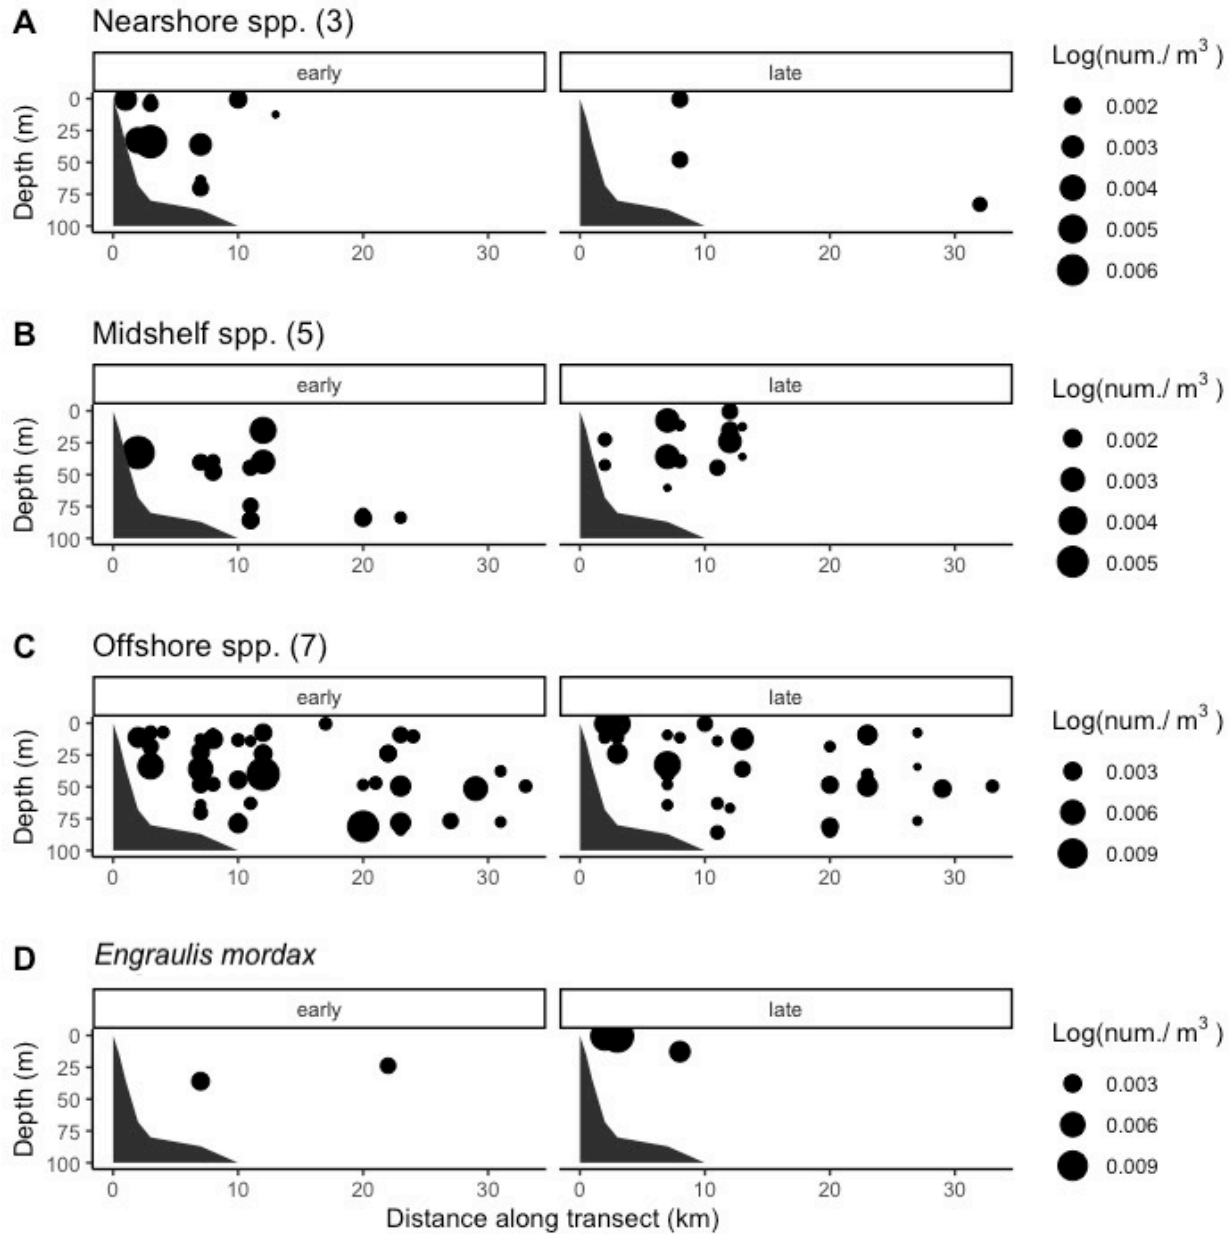 A Nearshore spp. (3)
early late
Depth (m)
0
25
50
75
100
0 10 20 30 0 10 20 30
Log(num./ m³ )
0.002
0.003
0.004
0.005
0.006
B Midshelf spp. (5)
early late
Depth (m)
0
25
50
75
100
0 10 20 30 0 10 20 30
Log(num./ m³ )
0.002
0.003
0.004
0.005
C Offshore spp. (7)
early late
Depth (m)
0
25
50
75
100
0 10 20 30 0 10 20 30
Log(num./ m³ )
0.003
0.006
0.009
D Engraulis mordax
early late
Depth (m)
0
25
50
75
100
0 10 20 30 0 10 20 30
Distance along transect (km)
Log(num./ m³ )
0.003
0.006
0.009